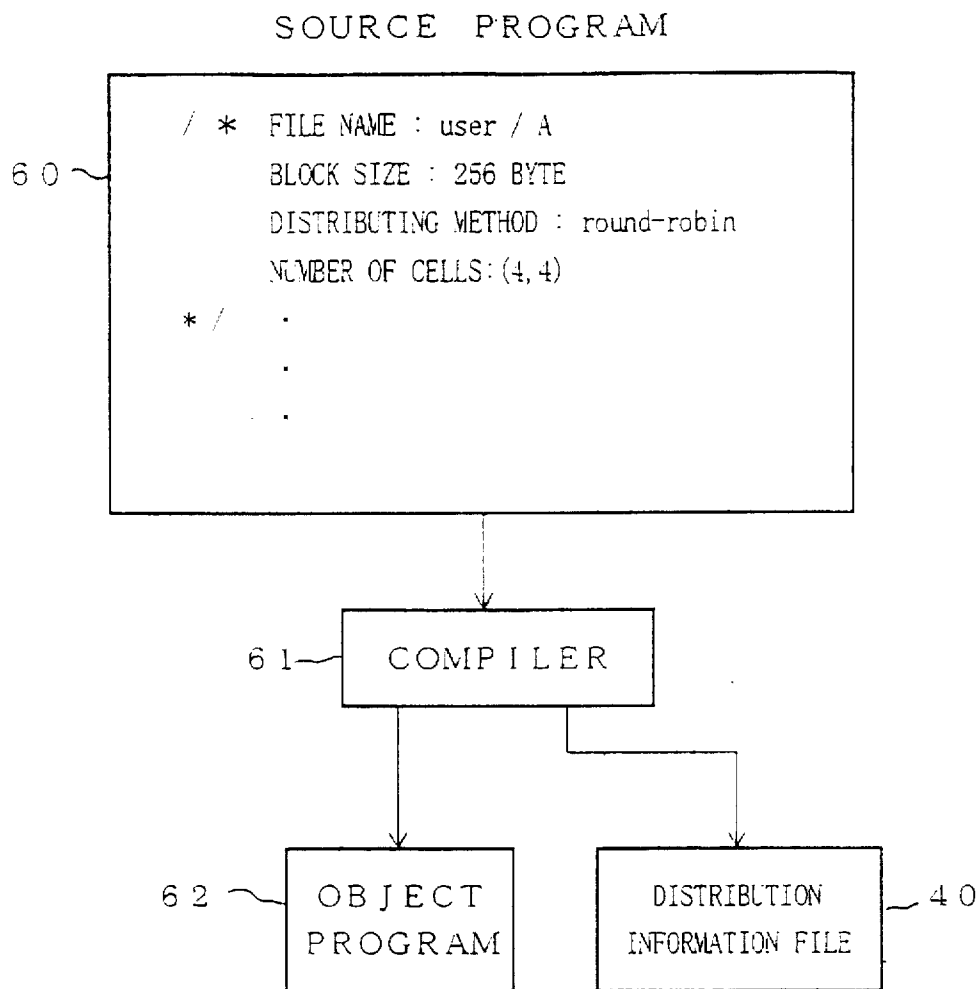 SOURCE PROGRAM
/ * FILE NAME : user / A
60
BLOCK SIZE : 256 BYTE
DISTRIBUTING METHOD : round-robin
NUMBER OF CELLS:(4,4)
* / .
.
.
61
COMPILER
62
OBJECT
PROGRAM
DISTRIBUTION
INFORMATION FILE
40